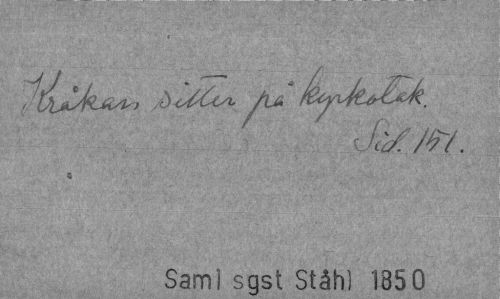 Kråkan sitter på kyrkotak.
Sid. 151.
Saml sgst Ståhl 1850